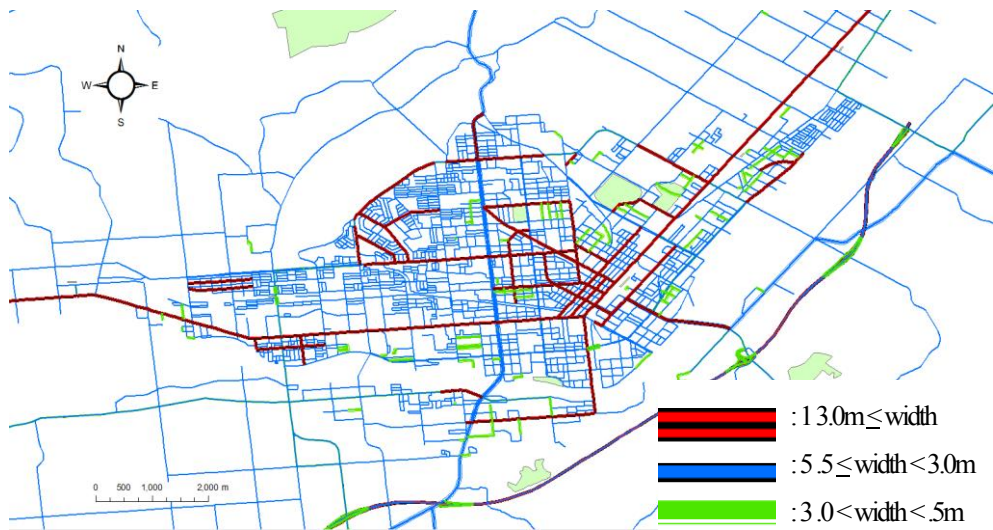 N
W E
S
0 500 1,000 2,000 m
: 13.0m ≤ width
: 5.5 ≤ width < 3.0m
: 3.0 < width < .5m